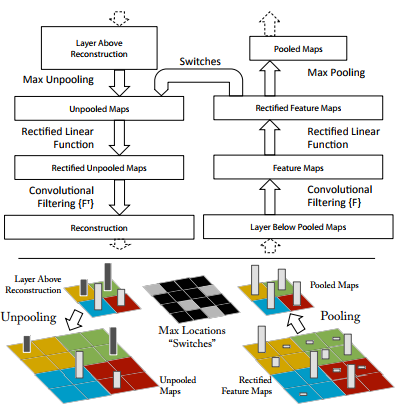 Layer Above
Reconstruction
Pooled Maps
Switches
Max Unpooling
Max Pooling
Unpooled Maps
Rectified Feature Maps
Rectified Linear
Function
Rectified Linear
Function
Rectified Unpooled Maps
Feature Maps
Convolutional
Filtering {Fᵀ}
Convolutional
Filtering {F}
Reconstruction
Layer Below Pooled Maps
Layer Above
Reconstruction
Pooled Maps
Unpooling
Max Locations
“Switches”
Pooling
Unpooled
Maps
Rectified
Feature Maps